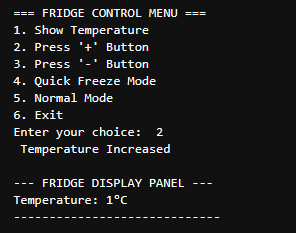 === FRIDGE CONTROL MENU ===
1. Show Temperature
2. Press '+' Button
3. Press '-' Button
4. Quick Freeze Mode
5. Normal Mode
6. Exit
Enter your choice:  2
 Temperature Increased
--- FRIDGE DISPLAY PANEL ---
Temperature: 1°C
-----------------------------